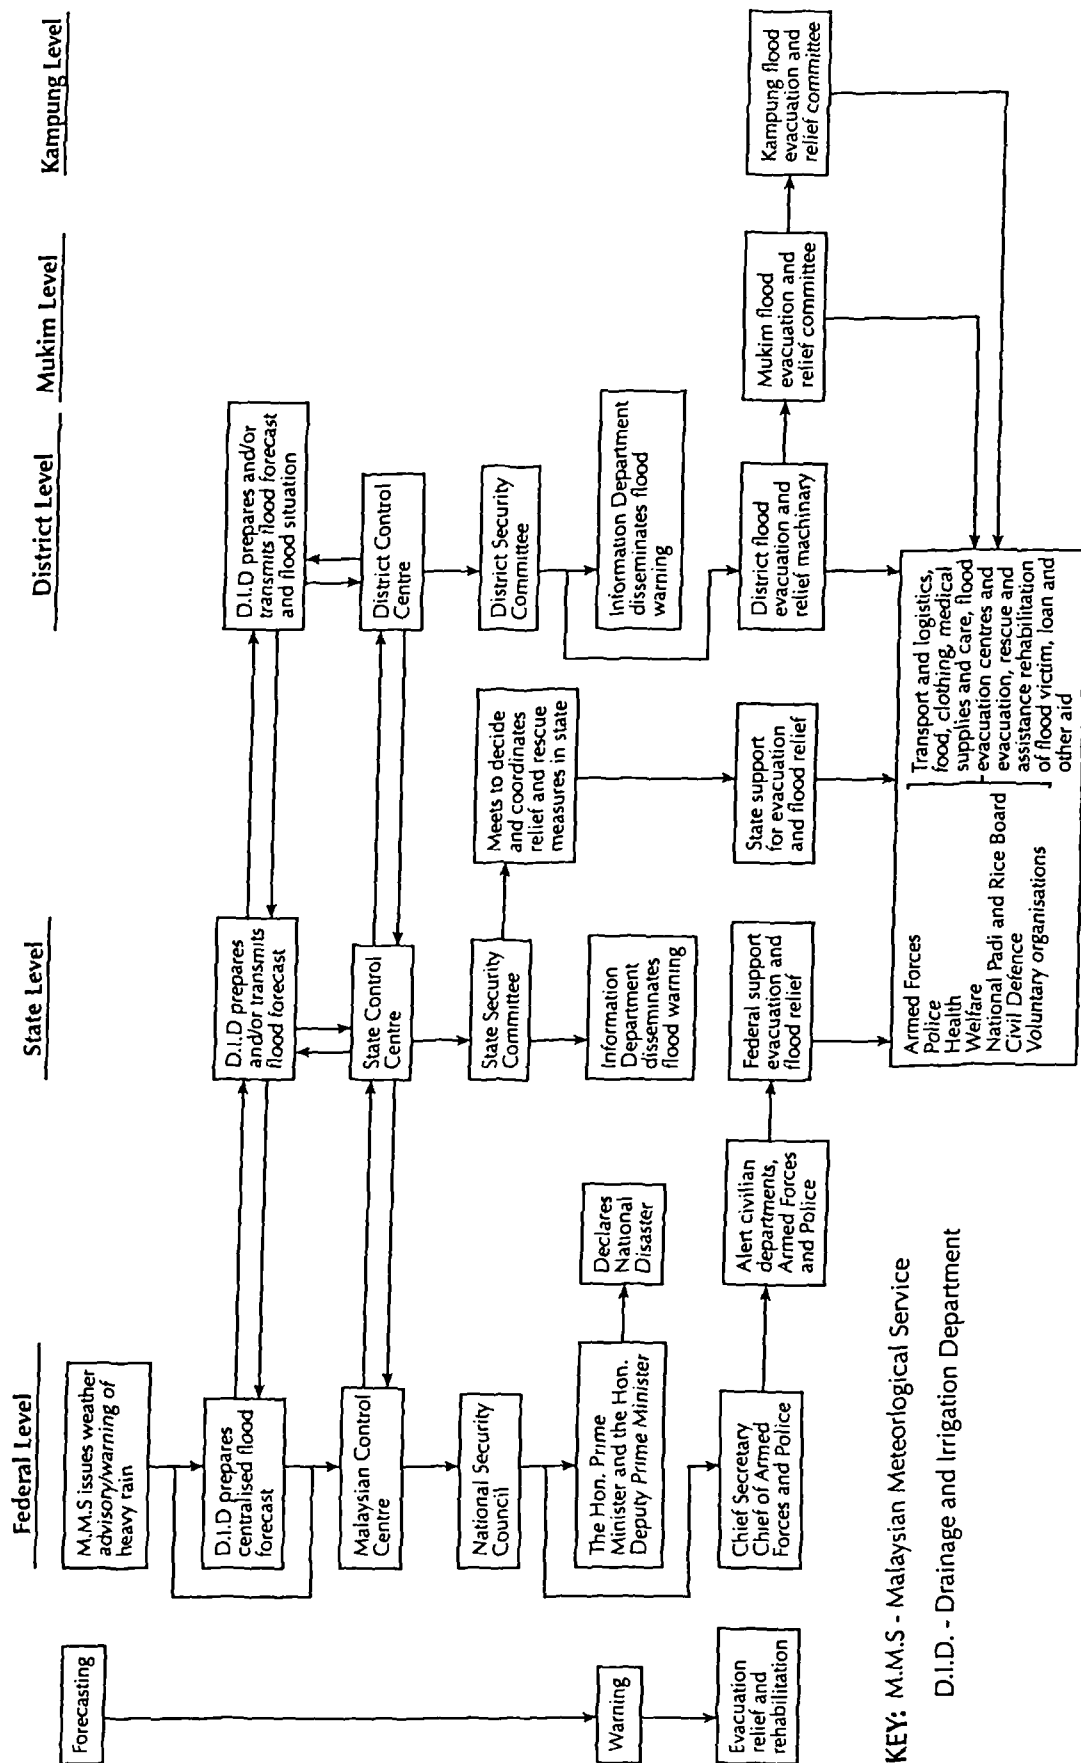 Federal Level
State Level
District Level
Mukim Level
Kampung Level
Forecasting
Warning
Evacuation
relief and
rehabilitation
M.M.S issues weather
advisory/warning of
heavy rain
D.I.D prepares
centralised flood
forecast
Malaysian Control
Centre
National Security
Council
The Hon. Prime
Minister and the Hon.
Deputy Prime Minister
Declares
National
Disaster
Chief Secretary
Chief of Armed
Forces and Police
Alert civilian
departments,
Armed Forces
and Police
D.I.D prepares
and/or transmits
flood forecast
State Control
Centre
State Security
Committee
Meets to decide
and coordinates
relief and rescue
measures in state
Information
Department
disseminates
flood warning
Federal support
evacuation and
flood relief
State support
for evacuation
and flood relief
D.I.D prepares and/or
transmits flood forecast
and flood situation
District Control
Centre
District Security
Committee
Information Department
disseminates flood
warning
District flood
evacuation and
relief machinary
Mukim flood
evacuation and
relief committee
Kampung flood
evacuation and
relief committee
Armed Forces
Police
Health
Welfare
National Padi and Rice Board
Civil Defence
Voluntary organisations
Transport and logistics,
food, clothing, medical
supplies and care, flood
evacuation centres and
evacuation, rescue and
assistance rehabilitation
of flood victim, loan and
other aid
KEY: M.M.S - Malaysian Meteorlogical Service
D.I.D. - Drainage and Irrigation Department